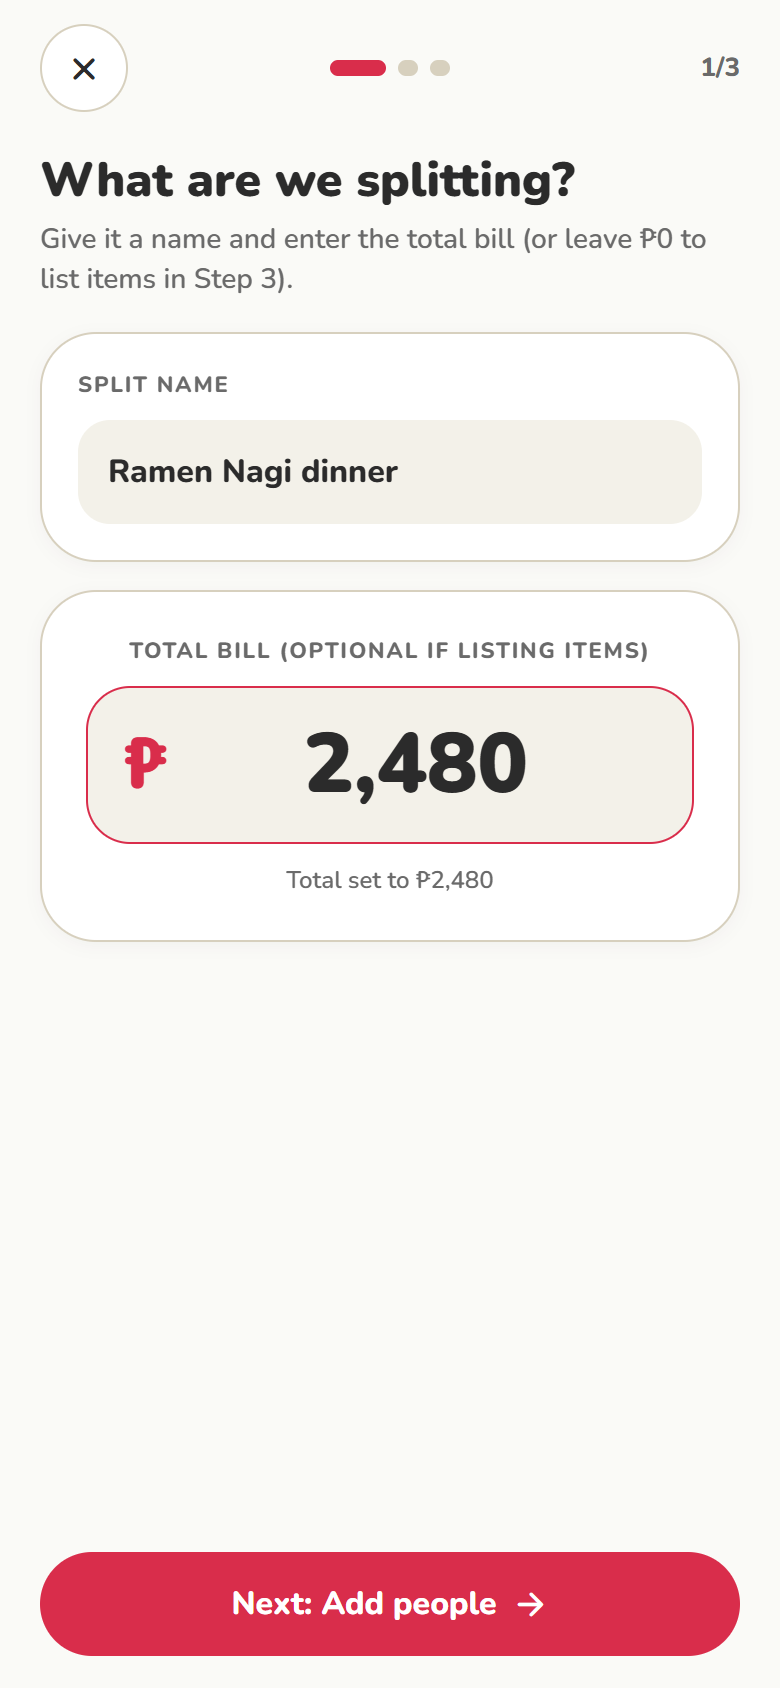 1/3
What are we splitting?
Give it a name and enter the total bill (or leave ₱0 to
list items in Step 3).
SPLIT NAME
Ramen Nagi dinner
TOTAL BILL (OPTIONAL IF LISTING ITEMS)
₱ 2,480
Total set to ₱2,480
Next: Add people →